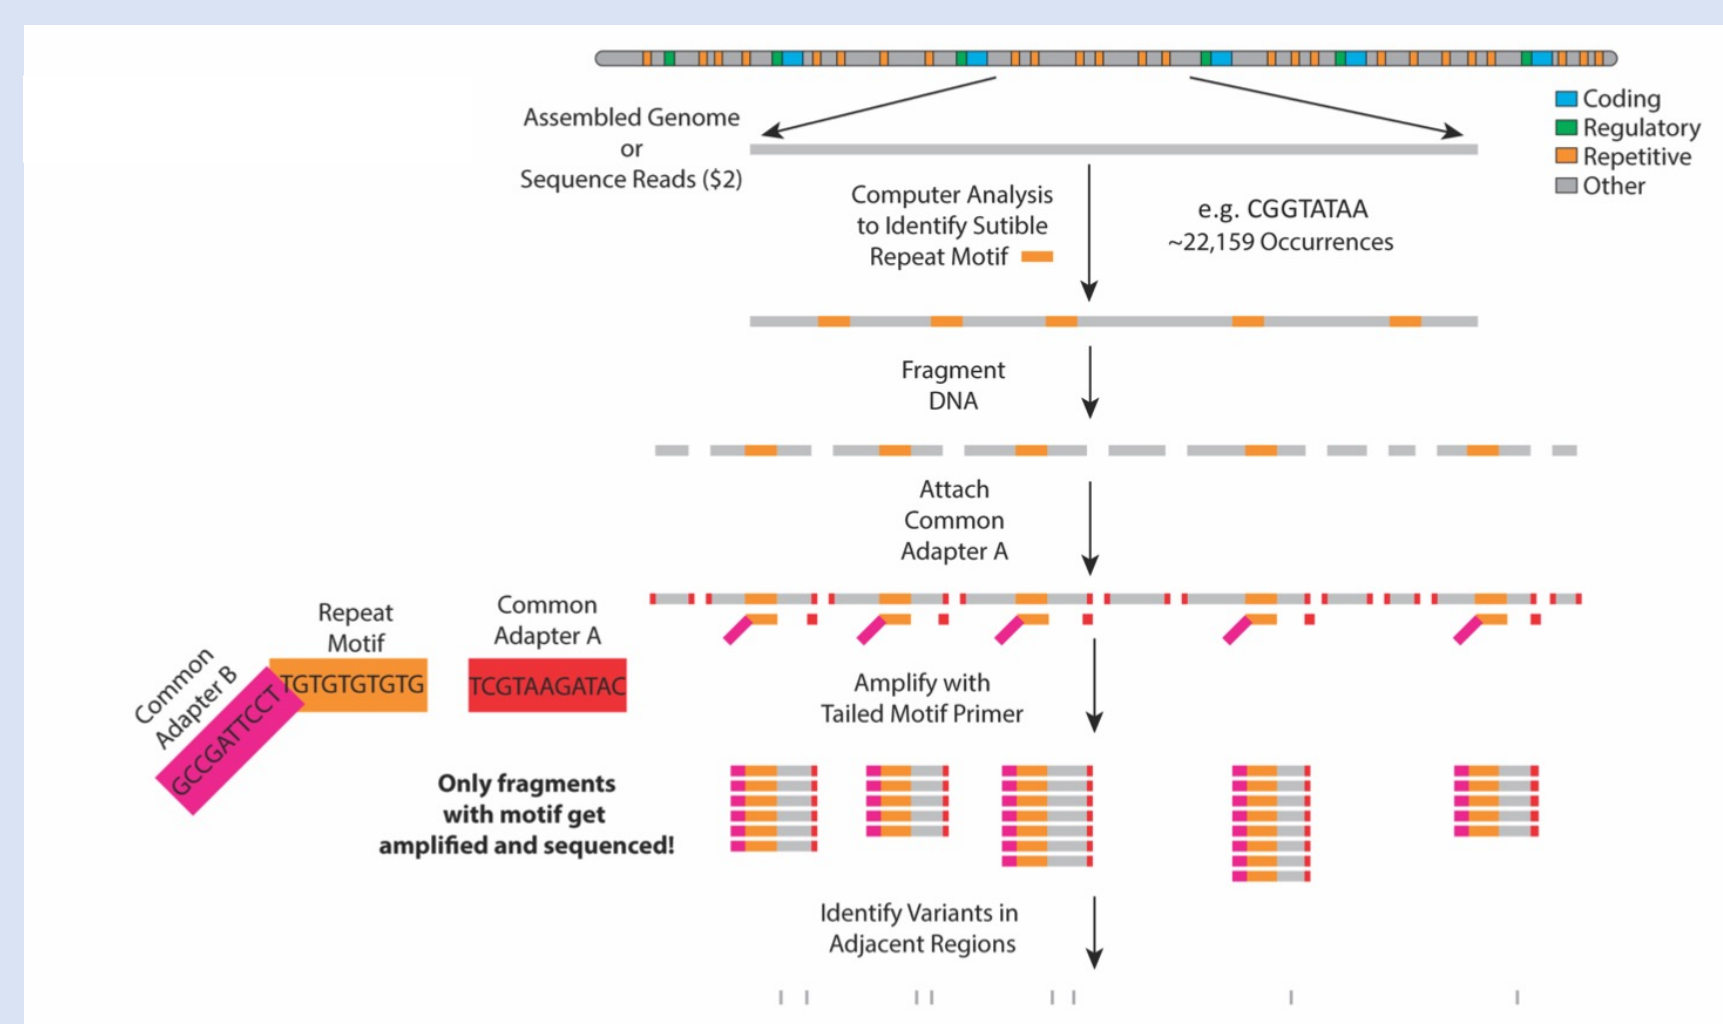 Coding
Regulatory
Repetitive
Other
Assembled Genome
or
Sequence Reads ($2)
Computer Analysis
to Identify Sutible
Repeat Motif
e.g. CGGTATAA
~22,159 Occurrences
Fragment
DNA
Attach
Common
Adapter A
Common
Adapter B
GCCGATTCCT
Repeat
Motif
TGTGTGTGTG
Common
Adapter A
TCGTAAGATAC
Amplify with
Tailed Motif Primer
Only fragments
with motif get
amplified and sequenced!
Identify Variants in
Adjacent Regions